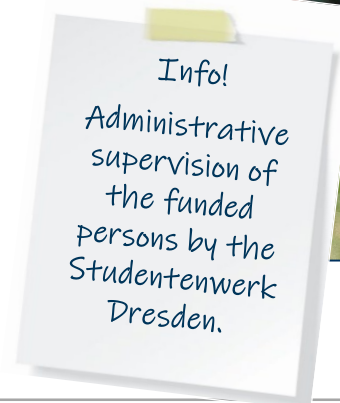 Info!
Administrative
supervision of
the funded
persons by the
Studentenwerk
Dresden.